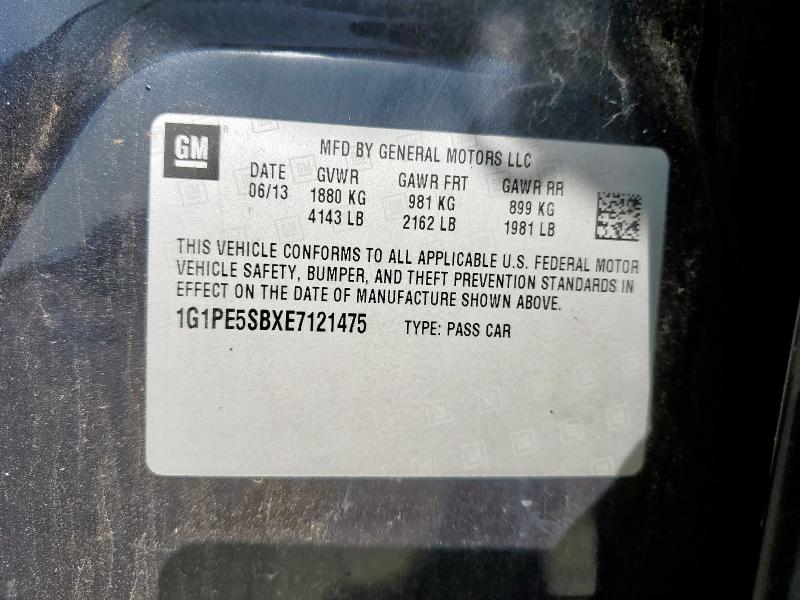 GM
MFD BY GENERAL MOTORS LLC
DATE GVWR GAWR FRT GAWR RR
06/13 1880 KG 981 KG 899 KG
4143 LB 2162 LB 1981 LB
THIS VEHICLE CONFORMS TO ALL APPLICABLE U.S. FEDERAL MOTOR
VEHICLE SAFETY, BUMPER, AND THEFT PREVENTION STANDARDS IN
EFFECT ON THE DATE OF MANUFACTURE SHOWN ABOVE.
1G1PE5SBXE7121475 TYPE: PASS CAR